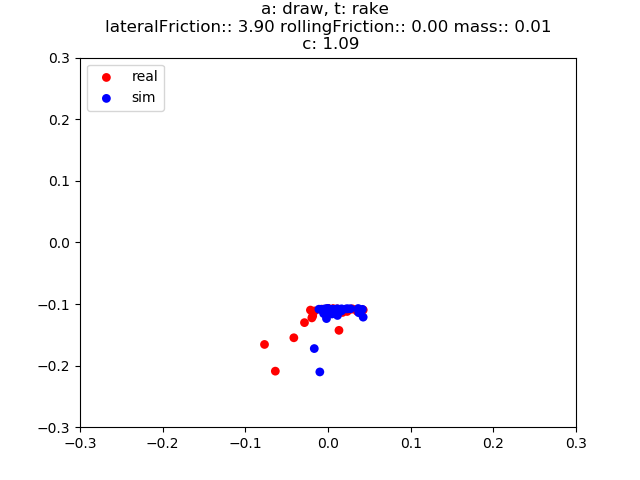 a: draw, t: rake
lateralFriction:: 3.90 rollingFriction:: 0.00 mass:: 0.01
c: 1.09
real
sim
0.3
0.2
0.1
0.0
−0.1
−0.2
−0.3
−0.3
−0.2
−0.1
0.0
0.1
0.2
0.3